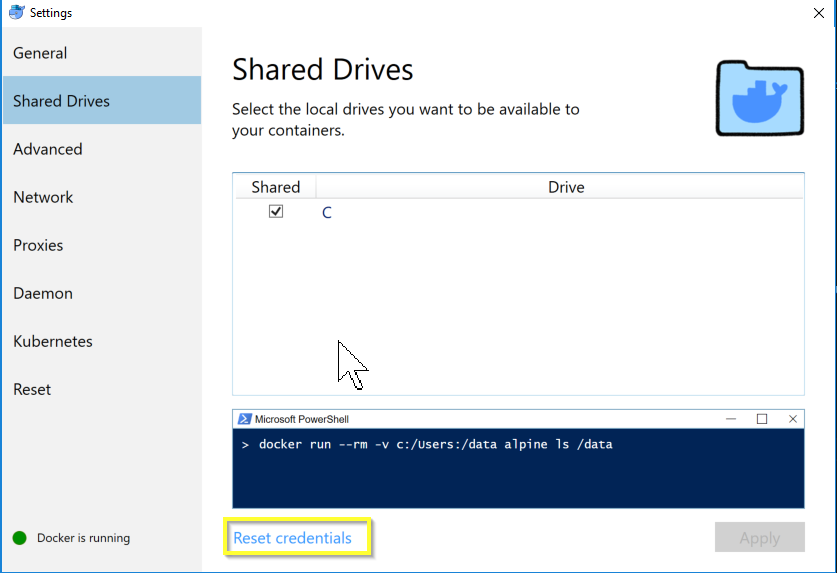 Settings
General
Shared Drives
Advanced
Network
Proxies
Daemon
Kubernetes
Reset
Docker is running
Shared Drives
Select the local drives you want to be available to
your containers.
Shared Drive
C
Microsoft PowerShell
> docker run --rm -v c:/Users:/data alpine ls /data
Reset credentials
Apply